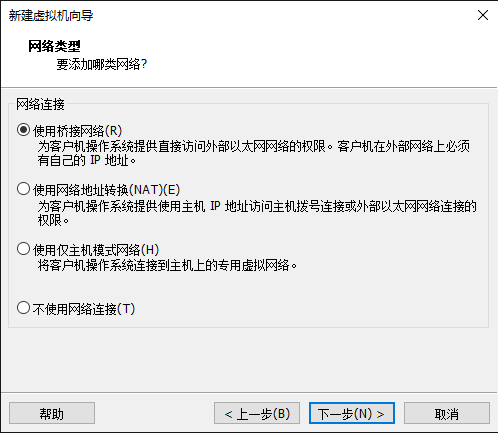 新建虚拟机向导
网络类型
要添加哪类网络?
网络连接
使用桥接网络(R)
为客户机操作系统提供直接访问外部以太网网络的权限。客户机在外部网络上必须
有自己的 IP 地址。
使用网络地址转换(NAT)(E)
为客户机操作系统提供使用主机 IP 地址访问主机拨号连接或外部以太网网络连接的
权限。
使用仅主机模式网络(H)
将客户机操作系统连接到主机上的专用虚拟网络。
不使用网络连接(T)
帮助
< 上一步(B)
下一步(N) >
取消